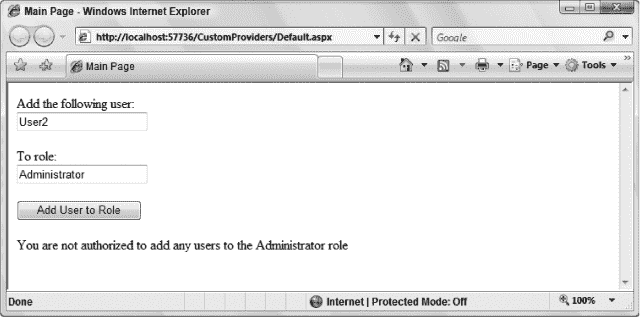 Main Page - Windows Internet Explorer
http://localhost:57736/CustomProviders/Default.aspx
Google
Main Page
Page
Tools
Add the following user:
User2
To role:
Administrator
Add User to Role
You are not authorized to add any users to the Administrator role
Done
Internet | Protected Mode: Off
100%